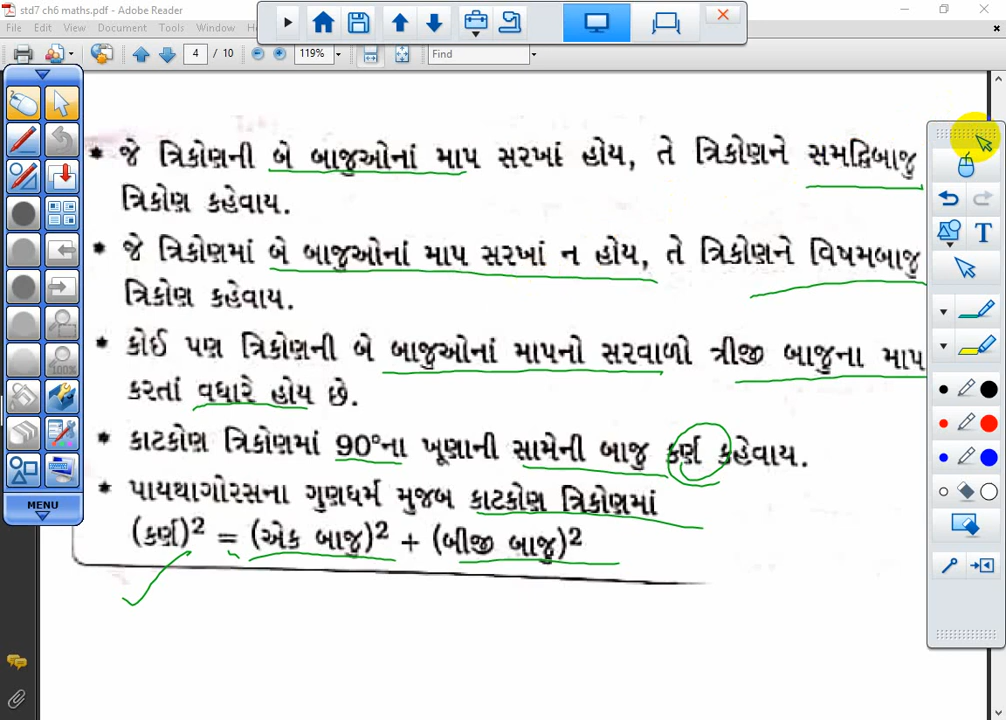 std7 ch6 maths.pdf - Adobe Reader
File Edit View Document Tools Window
4 / 10 119% Find
* જે ત્રિકોણની બે બાજુઓનાં માપ સરખાં હોય, તે ત્રિકોણને સમદ્વિબાજુ
ત્રિકોણ કહેવાય.
* જે ત્રિકોણમાં બે બાજુઓનાં માપ સરખાં ન હોય, તે ત્રિકોણને વિષમબાજુ
ત્રિકોણ કહેવાય.
* કોઈ પણ ત્રિકોણની બે બાજુઓનાં માપનો સરવાળો ત્રીજી બાજુના માપ
કરતાં વધારે હોય છે.
* કાટકોણ ત્રિકોણમાં 90°ના ખૂણાની સામેની બાજુ કર્ણ કહેવાય.
* પાયથાગોરસના ગુણધર્મ મુજબ કાટકોણ ત્રિકોણમાં
(કર્ણ)² = (એક બાજુ)² + (બીજી બાજુ)²
100%
MENU
T